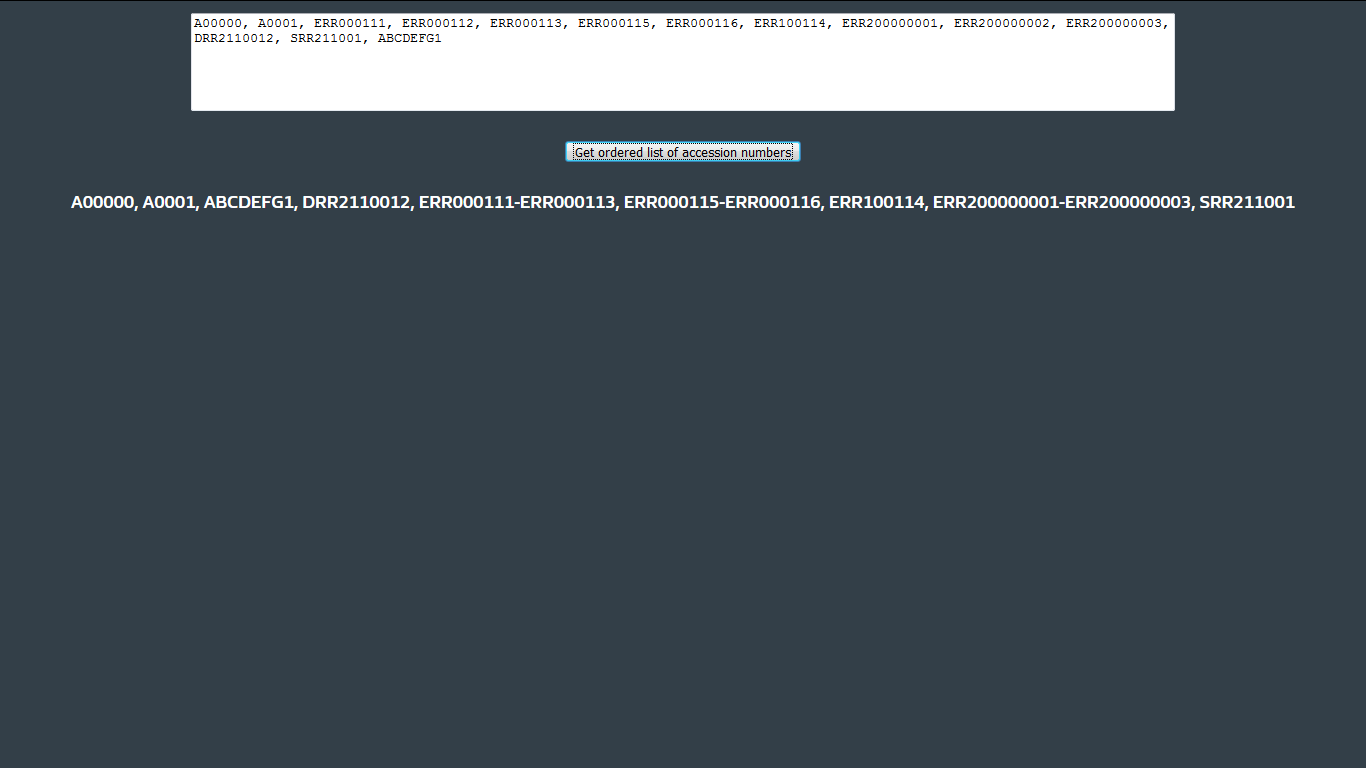 A00000, A0001, ERR000111, ERR000112, ERR000113, ERR000115, ERR000116, ERR100114, ERR200000001, ERR200000002, ERR200000003,
DRR2110012, SRR211001, ABCDEFG1
Get ordered list of accession numbers
A00000, A0001, ABCDEFG1, DRR2110012, ERR000111-ERR000113, ERR000115-ERR000116, ERR100114, ERR200000001-ERR200000003, SRR211001